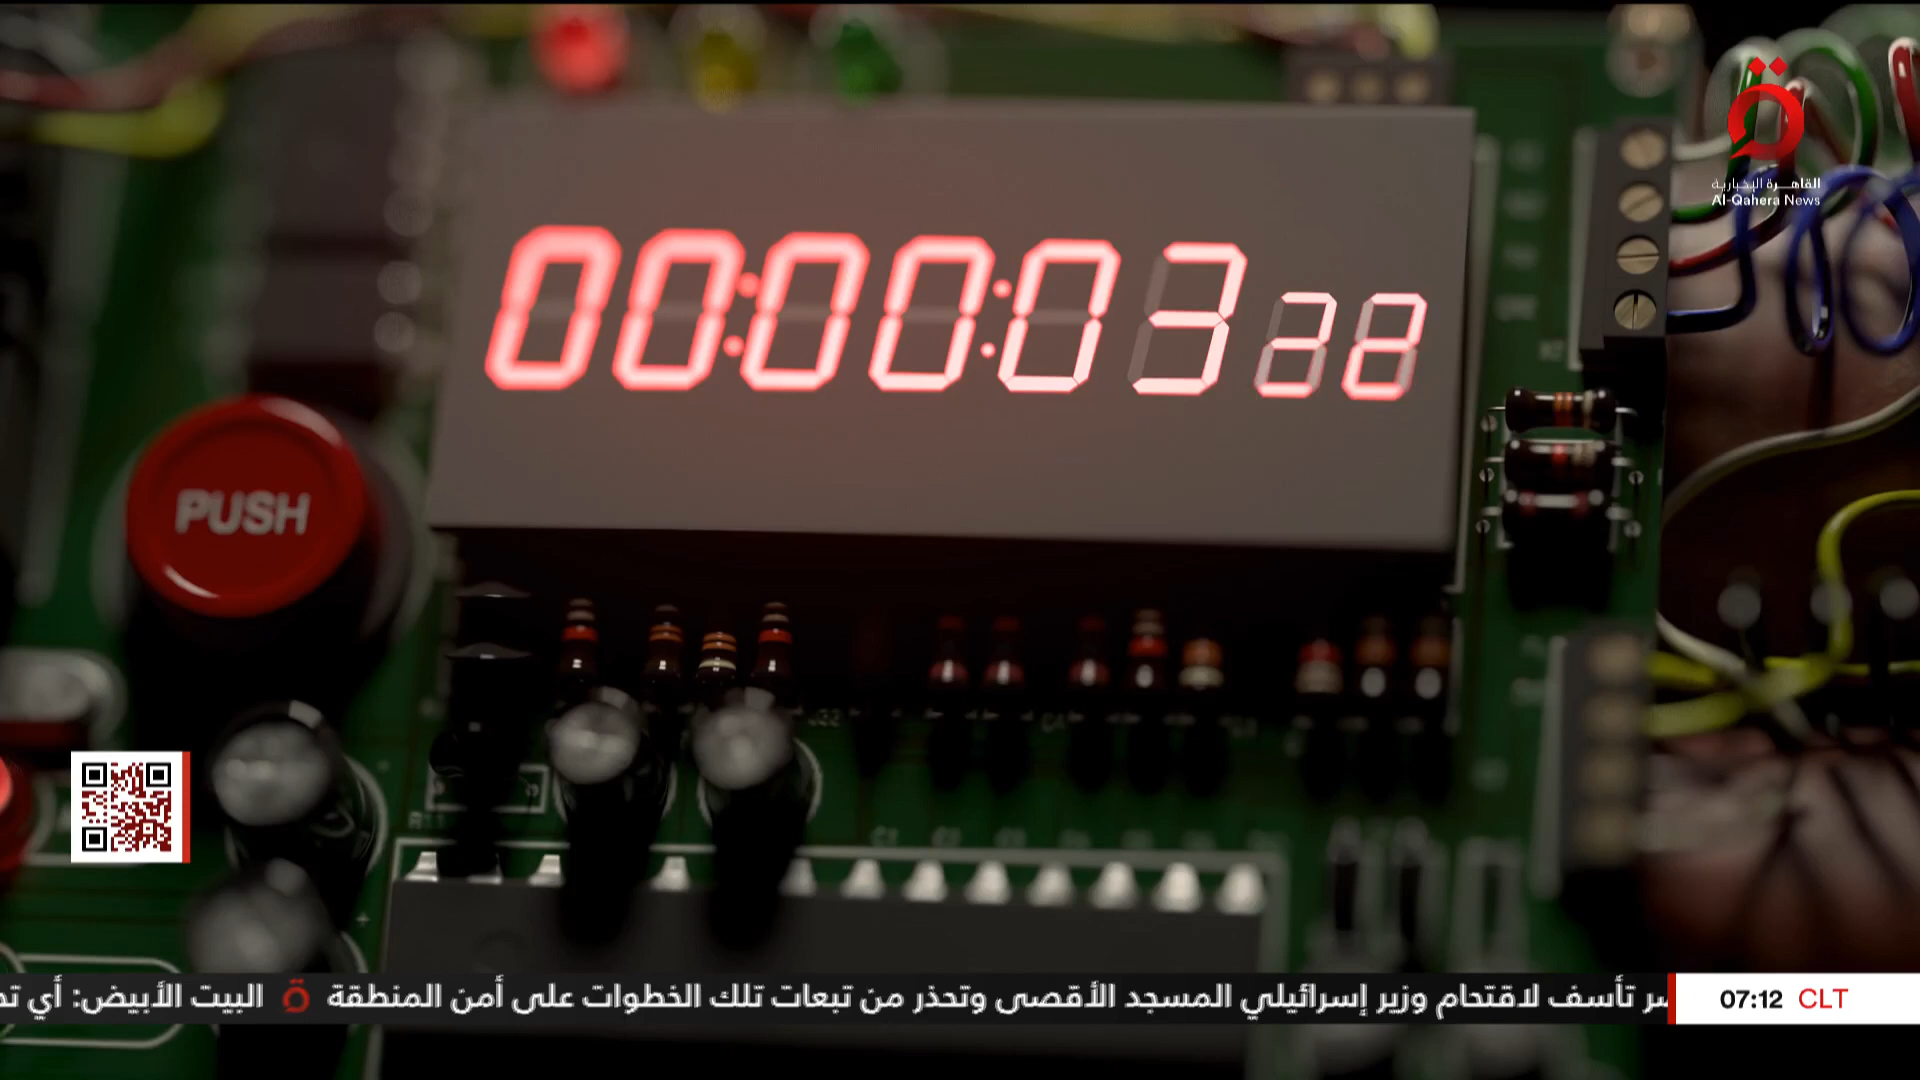 القاهرة الإخبارية
Al-Qahera News
00:00:03 22
PUSH
تأسف لاقتحام وزير إسرائيلي المسجد الأقصى وتحذر من تبعات تلك الخطوات على أمن المنطقة
البيت الأبيض: أي
07:12 CLT